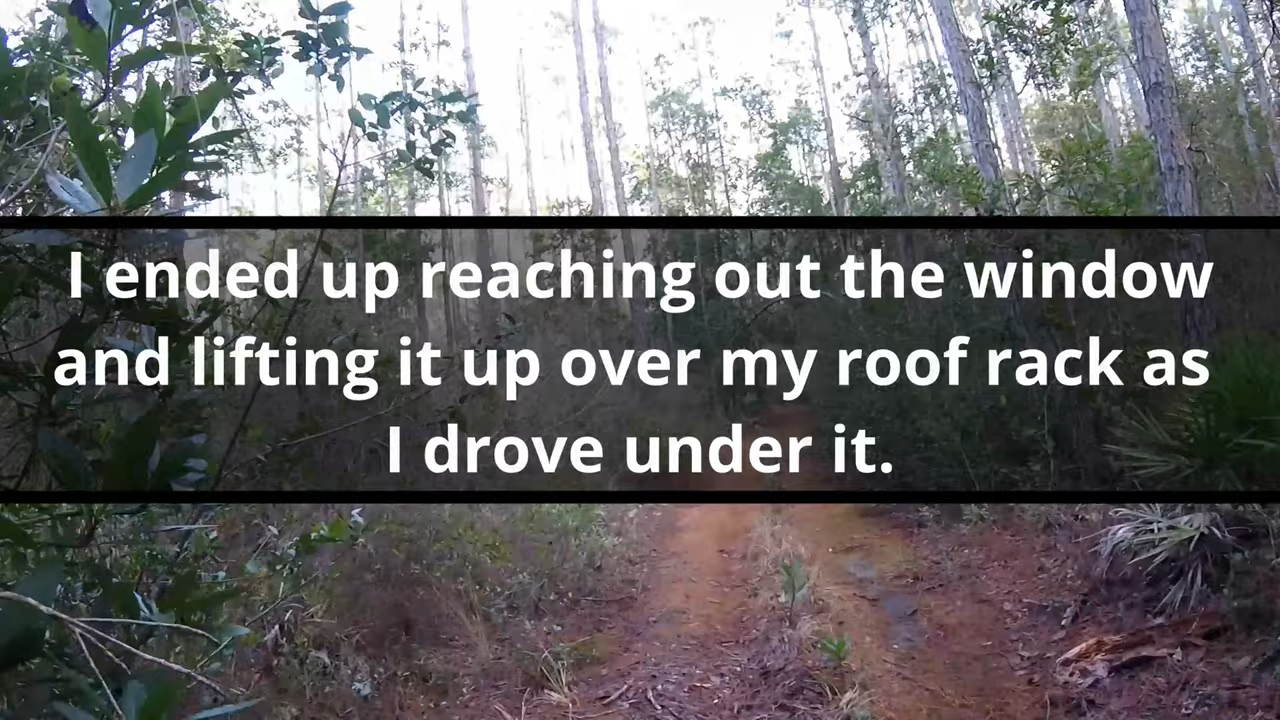 I ended up reaching out the window
and lifting it up over my roof rack as
I drove under it.